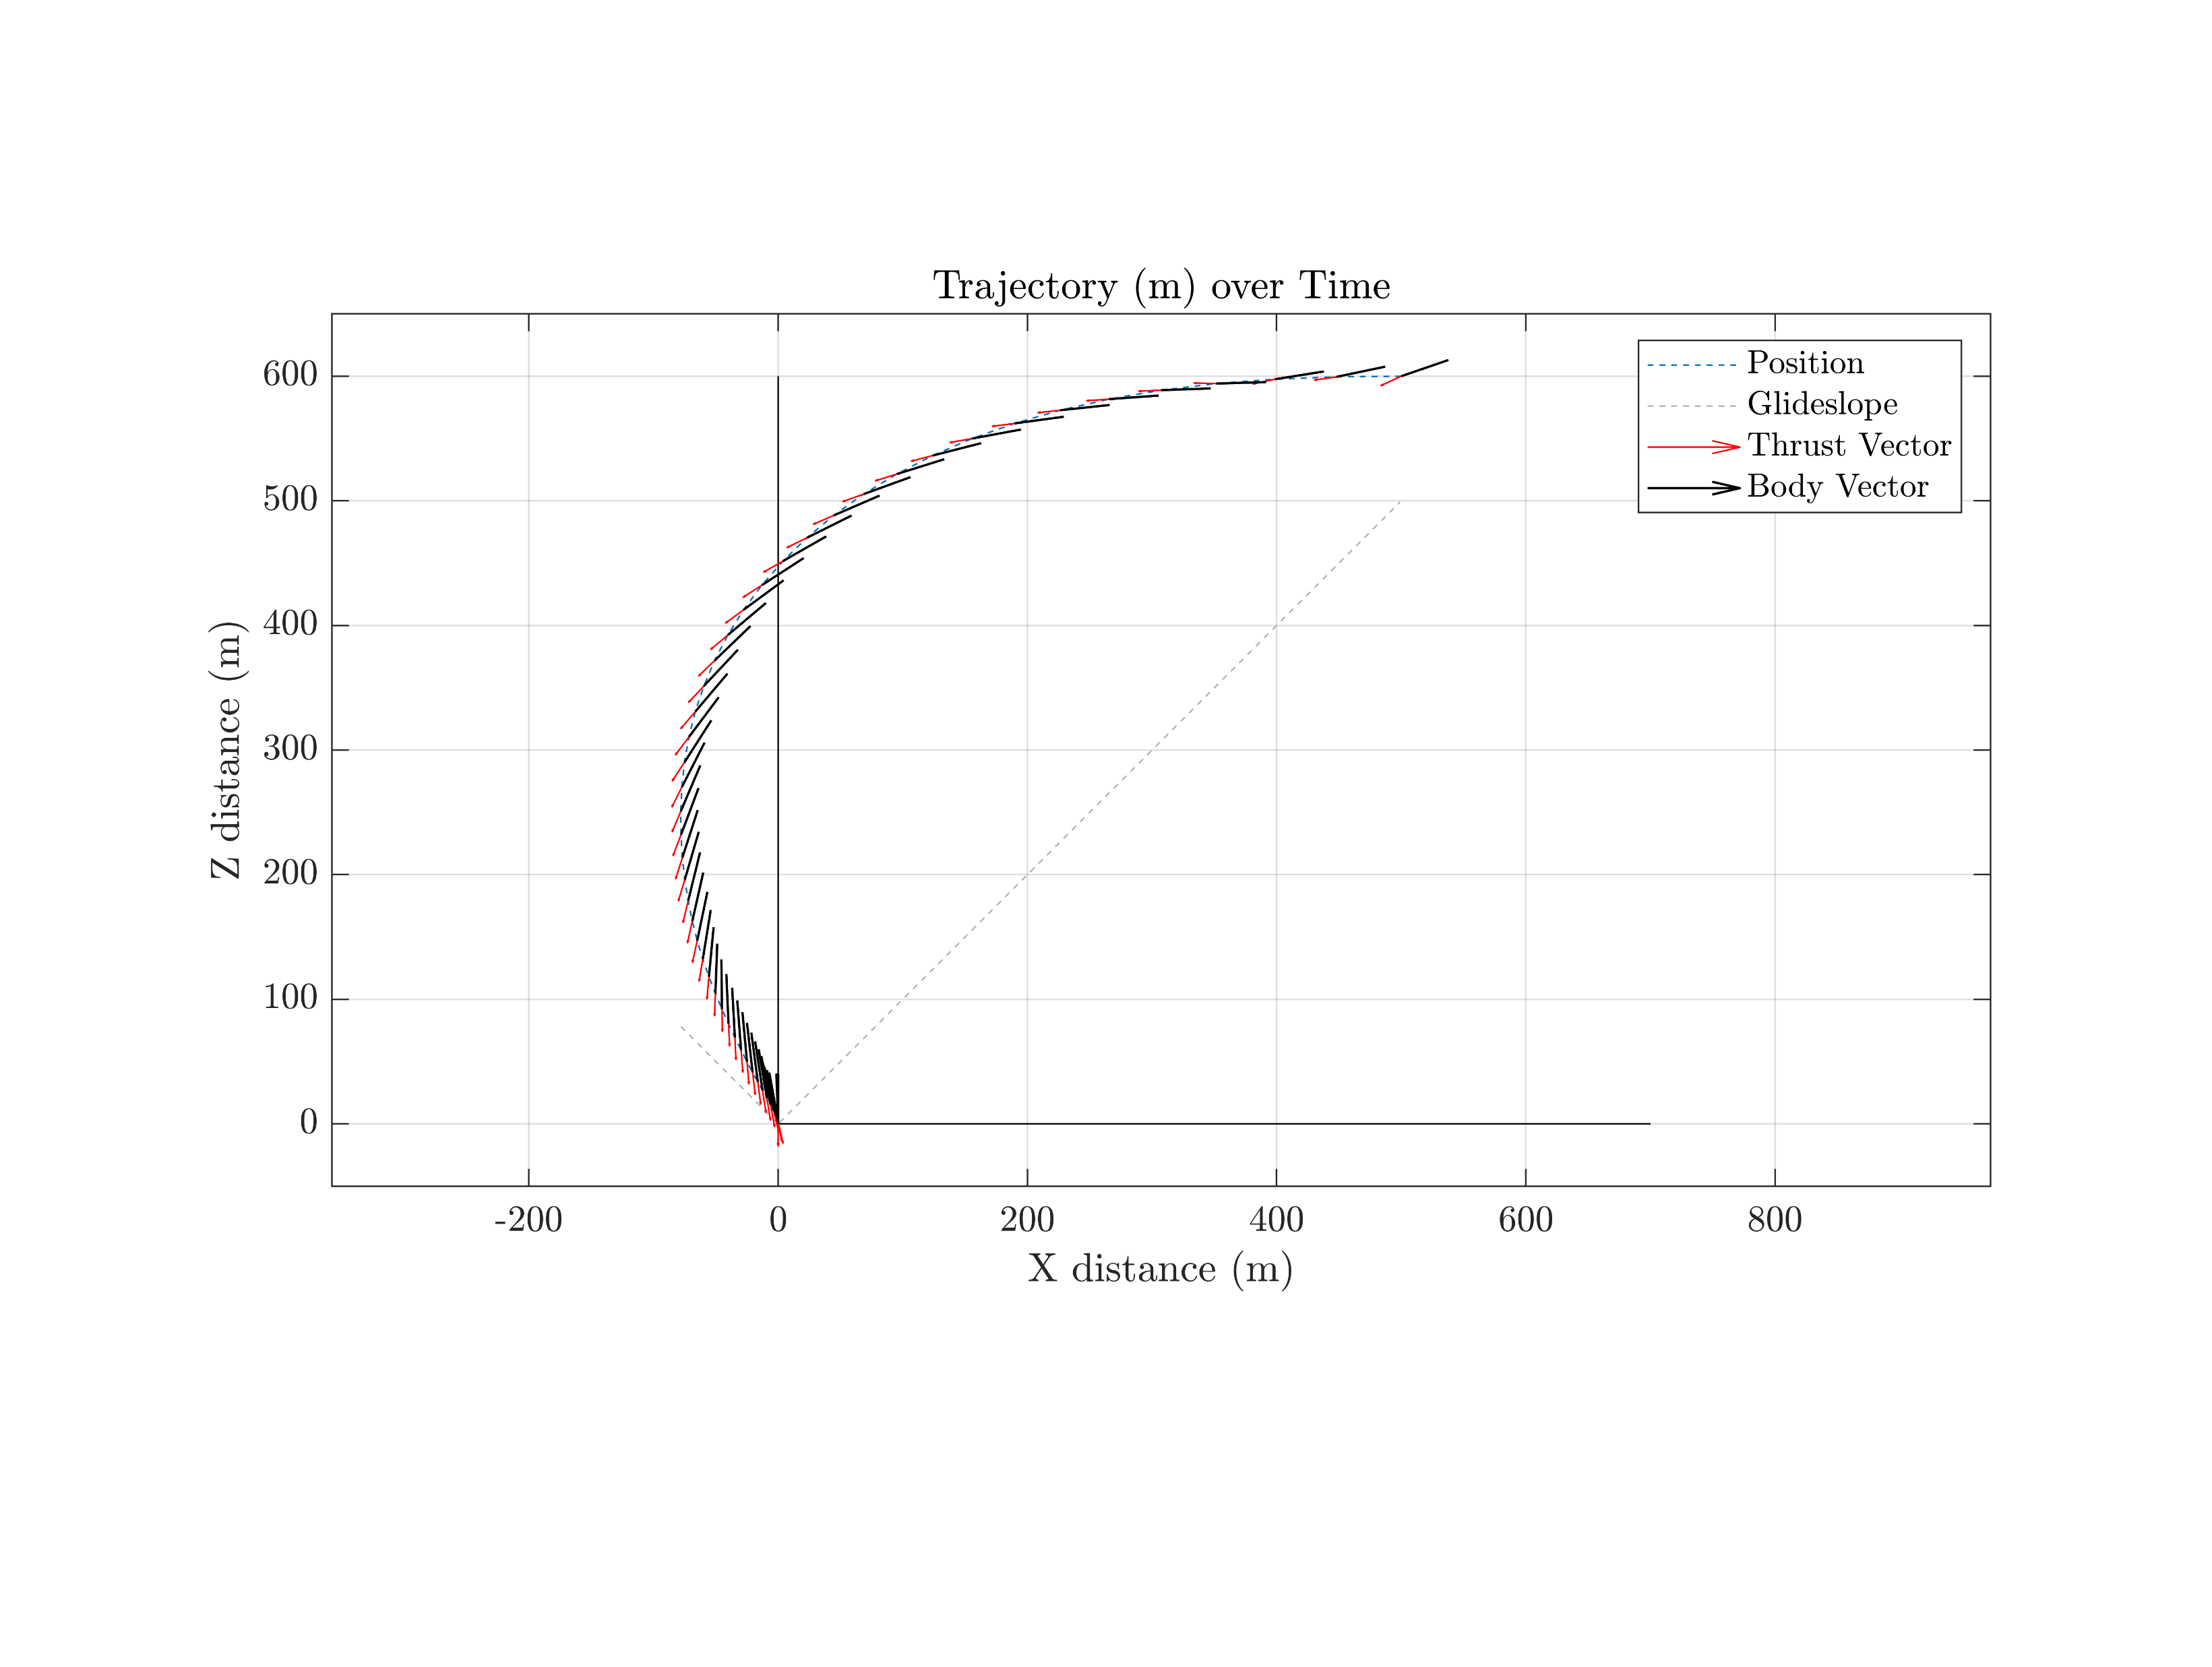 Trajectory (m) over Time
Position
Glideslope
Thrust Vector
Body Vector
Z distance (m)
600
500
400
300
200
100
0
-200 0 200 400 600 800
X distance (m)